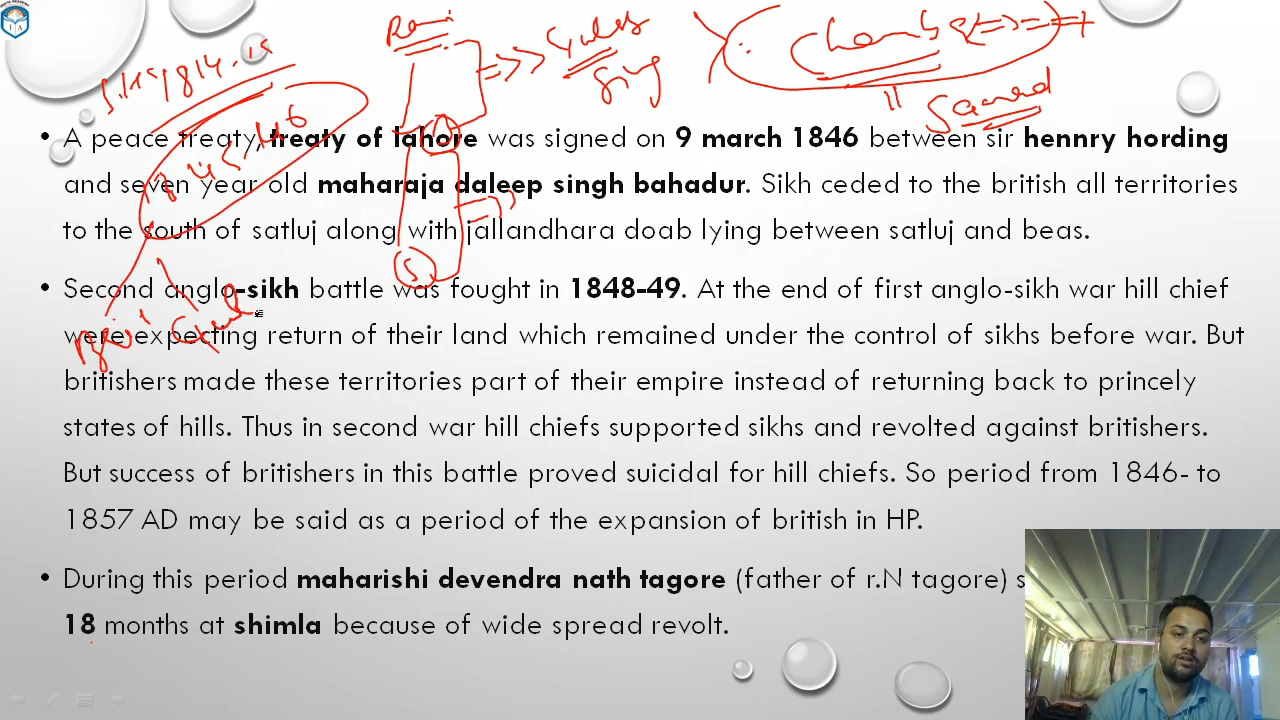 A peace treaty, treaty of lahore was signed on 9 march 1846 between sir hennry hording
and seven year old maharaja daleep singh bahadur. Sikh ceded to the british all territories
to the south of satluj along with jallandhara doab lying between satluj and beas.
Second anglo-sikh battle was fought in 1848-49. At the end of first anglo-sikh war hill chief
were expecting return of their land which remained under the control of sikhs before war. But
britishers made these territories part of their empire instead of returning back to princely
states of hills. Thus in second war hill chiefs supported sikhs and revolted against britishers.
But success of britishers in this battle proved suicidal for hill chiefs. So period from 1846- to
1857 AD may be said as a period of the expansion of british in HP.
During this period maharishi devendra nath tagore (father of r.N tagore) s
18 months at shimla because of wide spread revolt.
1845-46